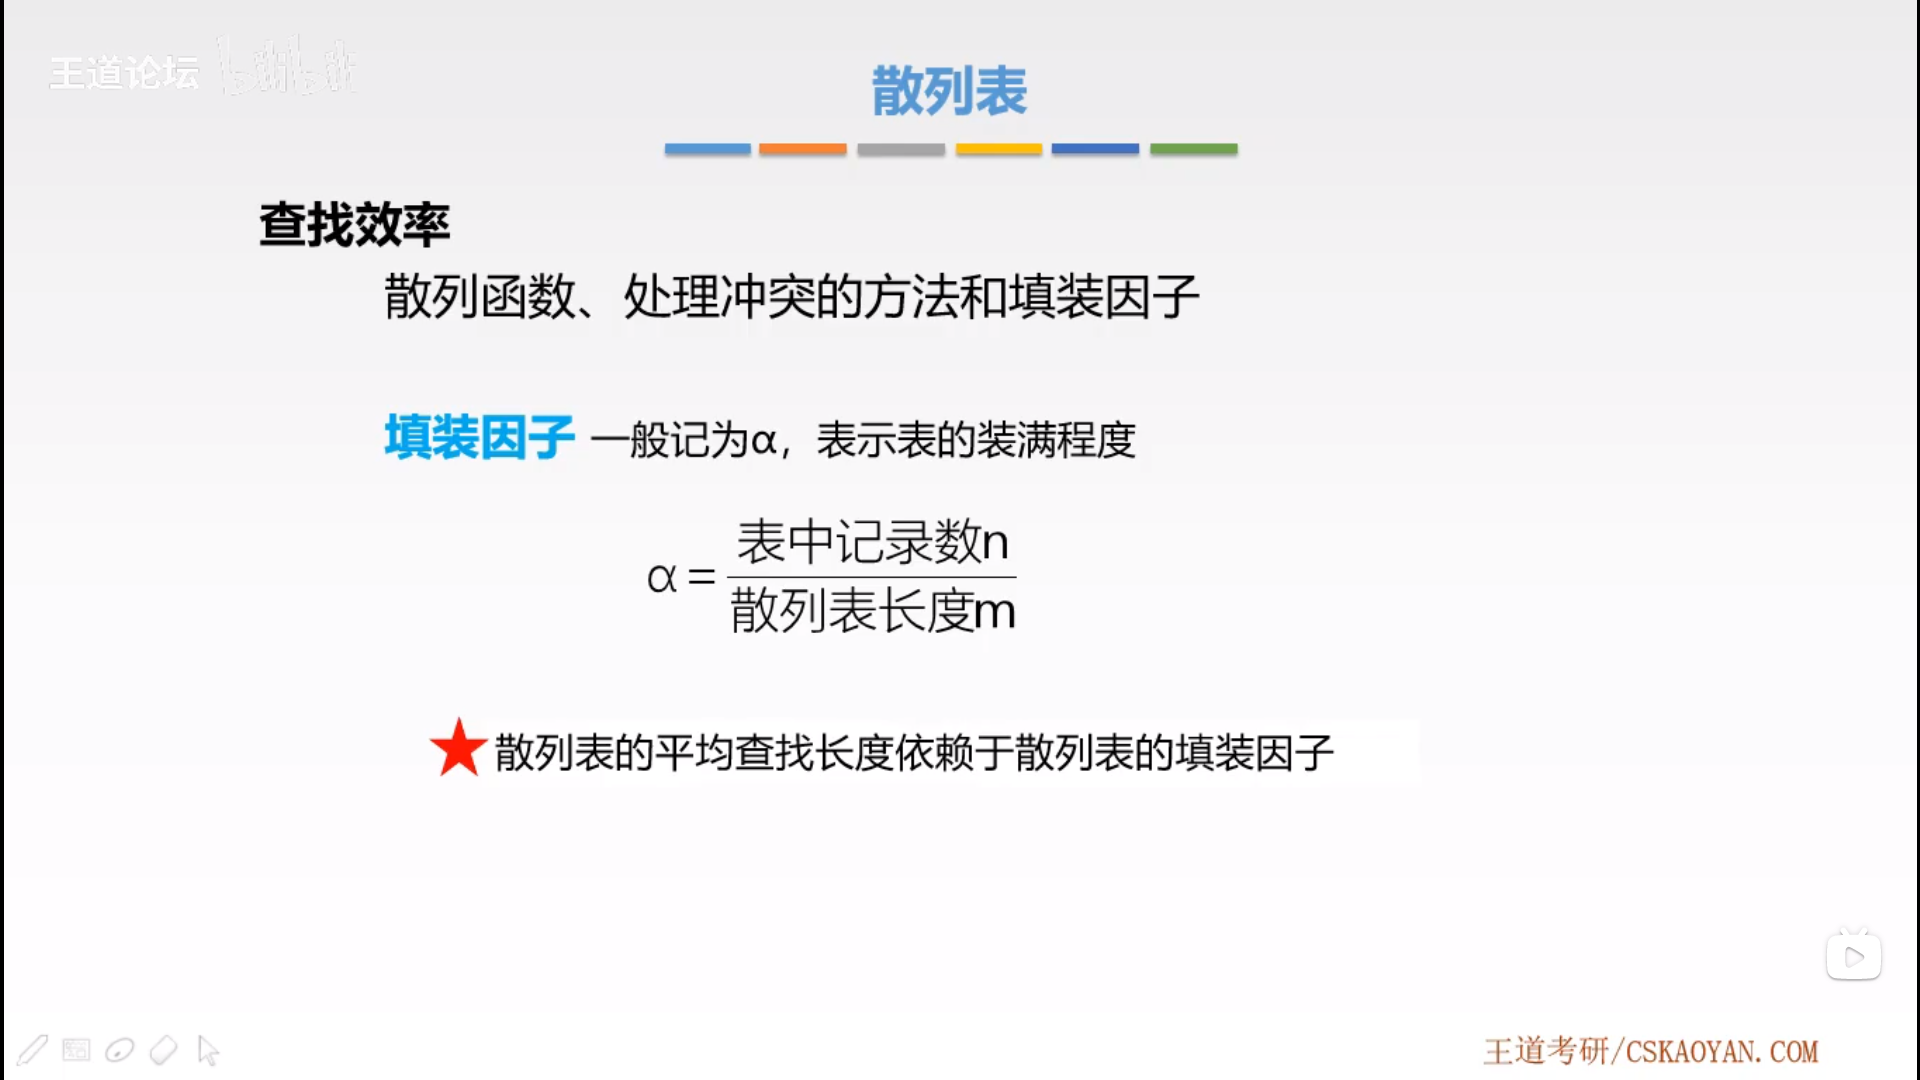 王道论坛 bilibili
散列表
查找效率
散列函数、处理冲突的方法和填装因子
填装因子 一般记为α，表示表的装满程度
α = 表中记录数n
散列表长度m
★散列表的平均查找长度依赖于散列表的填装因子
王道考研/CSKAOYAN.COM